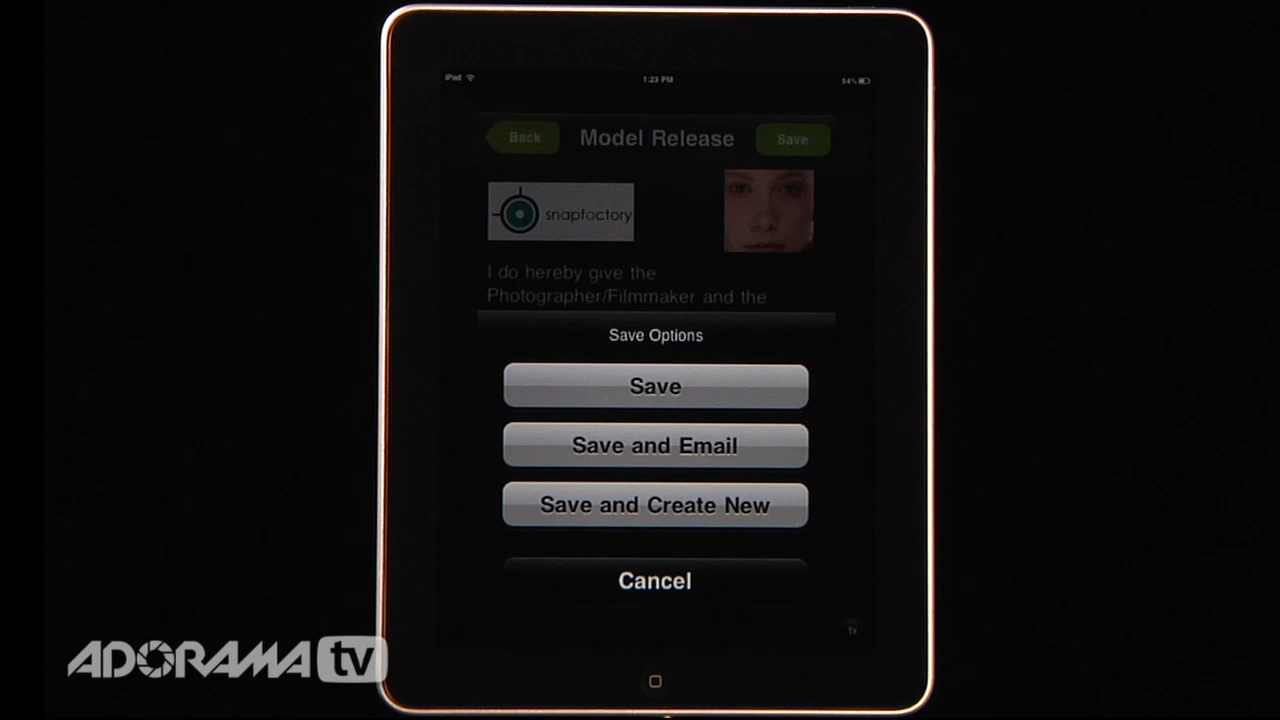 iPad
1:23 PM
54%
Back
Model Release
Save
snapfactory
I do hereby give the
Photographer/Filmmaker and the
Save Options
Save
Save and Email
Save and Create New
Cancel
1x
ADORAMA tv